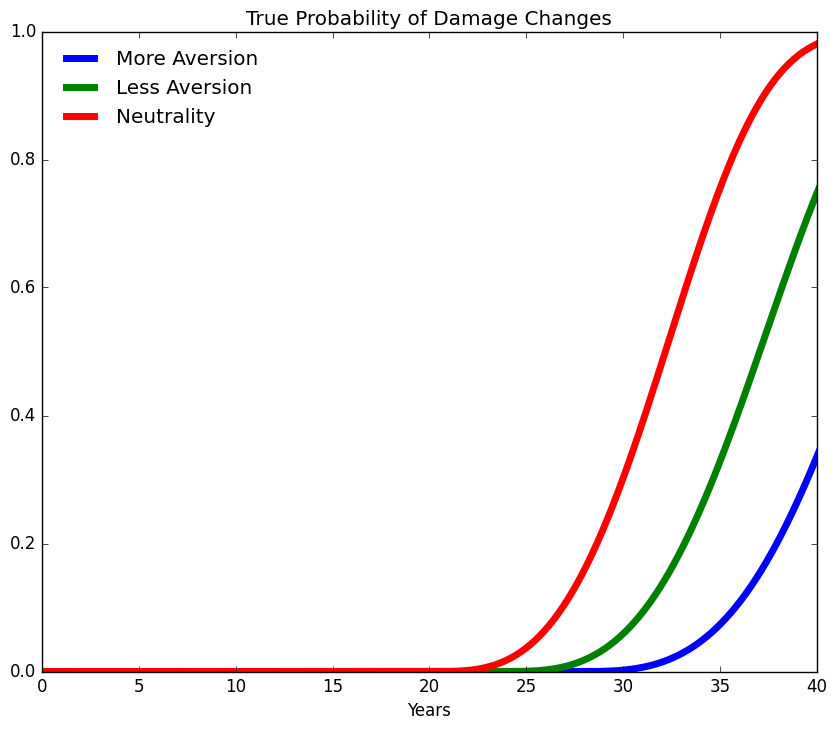 True Probability of Damage Changes
1.0
0.8
0.6
0.4
0.2
0.0
More Aversion
Less Aversion
Neutrality
0 5 10 15 20 25 30 35 40
Years